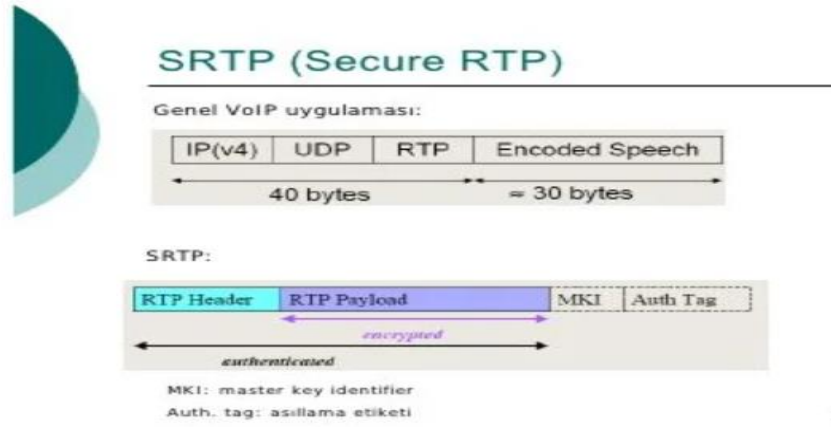 SRTP (Secure RTP)
Genel VoIP uygulaması:
IP(v4) UDP RTP Encoded Speech
40 bytes ≈ 30 bytes
SRTP:
RTP Header RTP Payload MKI Auth Tag
encrypted
authenticated
MKI: master key identifier
Auth. tag: asıllama etiketi